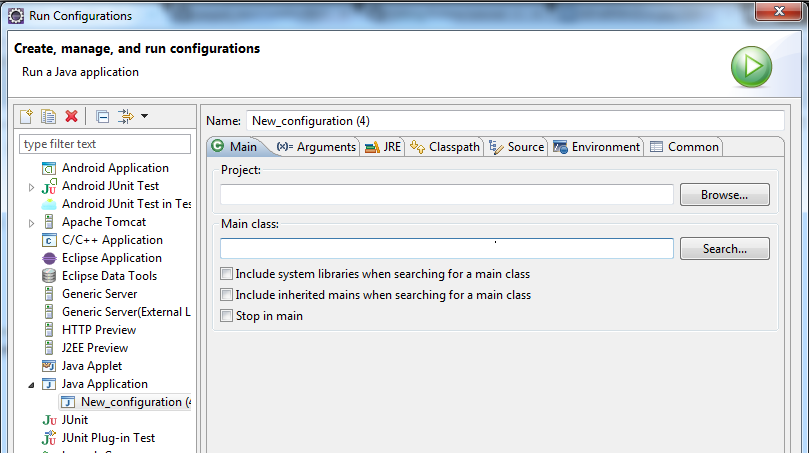 Run Configurations
Create, manage, and run configurations
Run a Java application
type filter text
Android Application
Android JUnit Test
Android JUnit Test in Tes
Apache Tomcat
C/C++ Application
Eclipse Application
Eclipse Data Tools
Generic Server
Generic Server(External L
HTTP Preview
J2EE Preview
Java Applet
Java Application
New_configuration (4
JUnit
JUnit Plug-in Test
Name: New_configuration (4)
Main (x)= Arguments JRE Classpath Source Environment Common
Project:
Browse...
Main class:
Search...
Include system libraries when searching for a main class
Include inherited mains when searching for a main class
Stop in main